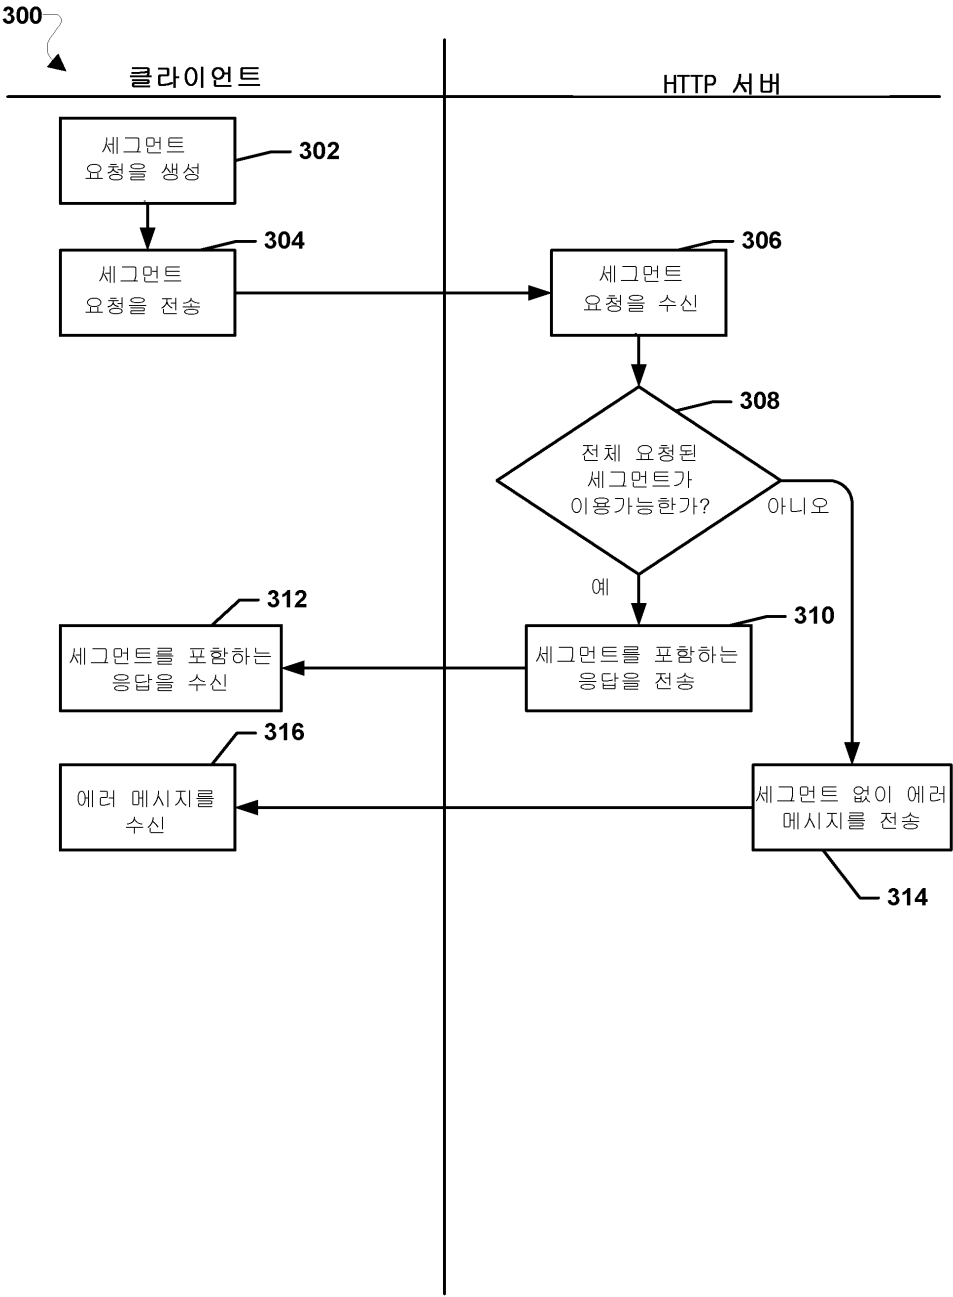 300
클라이언트
HTTP 서버
세그먼트
요청을 생성
302
세그먼트
요청을 전송
304
세그먼트
요청을 수신
306
전체 요청된
세그먼트가
이용가능한가?
308
아니오
예
세그먼트를 포함하는
응답을 수신
312
세그먼트를 포함하는
응답을 전송
310
에러 메시지를
수신
316
세그먼트 없이 에러
메시지를 전송
314